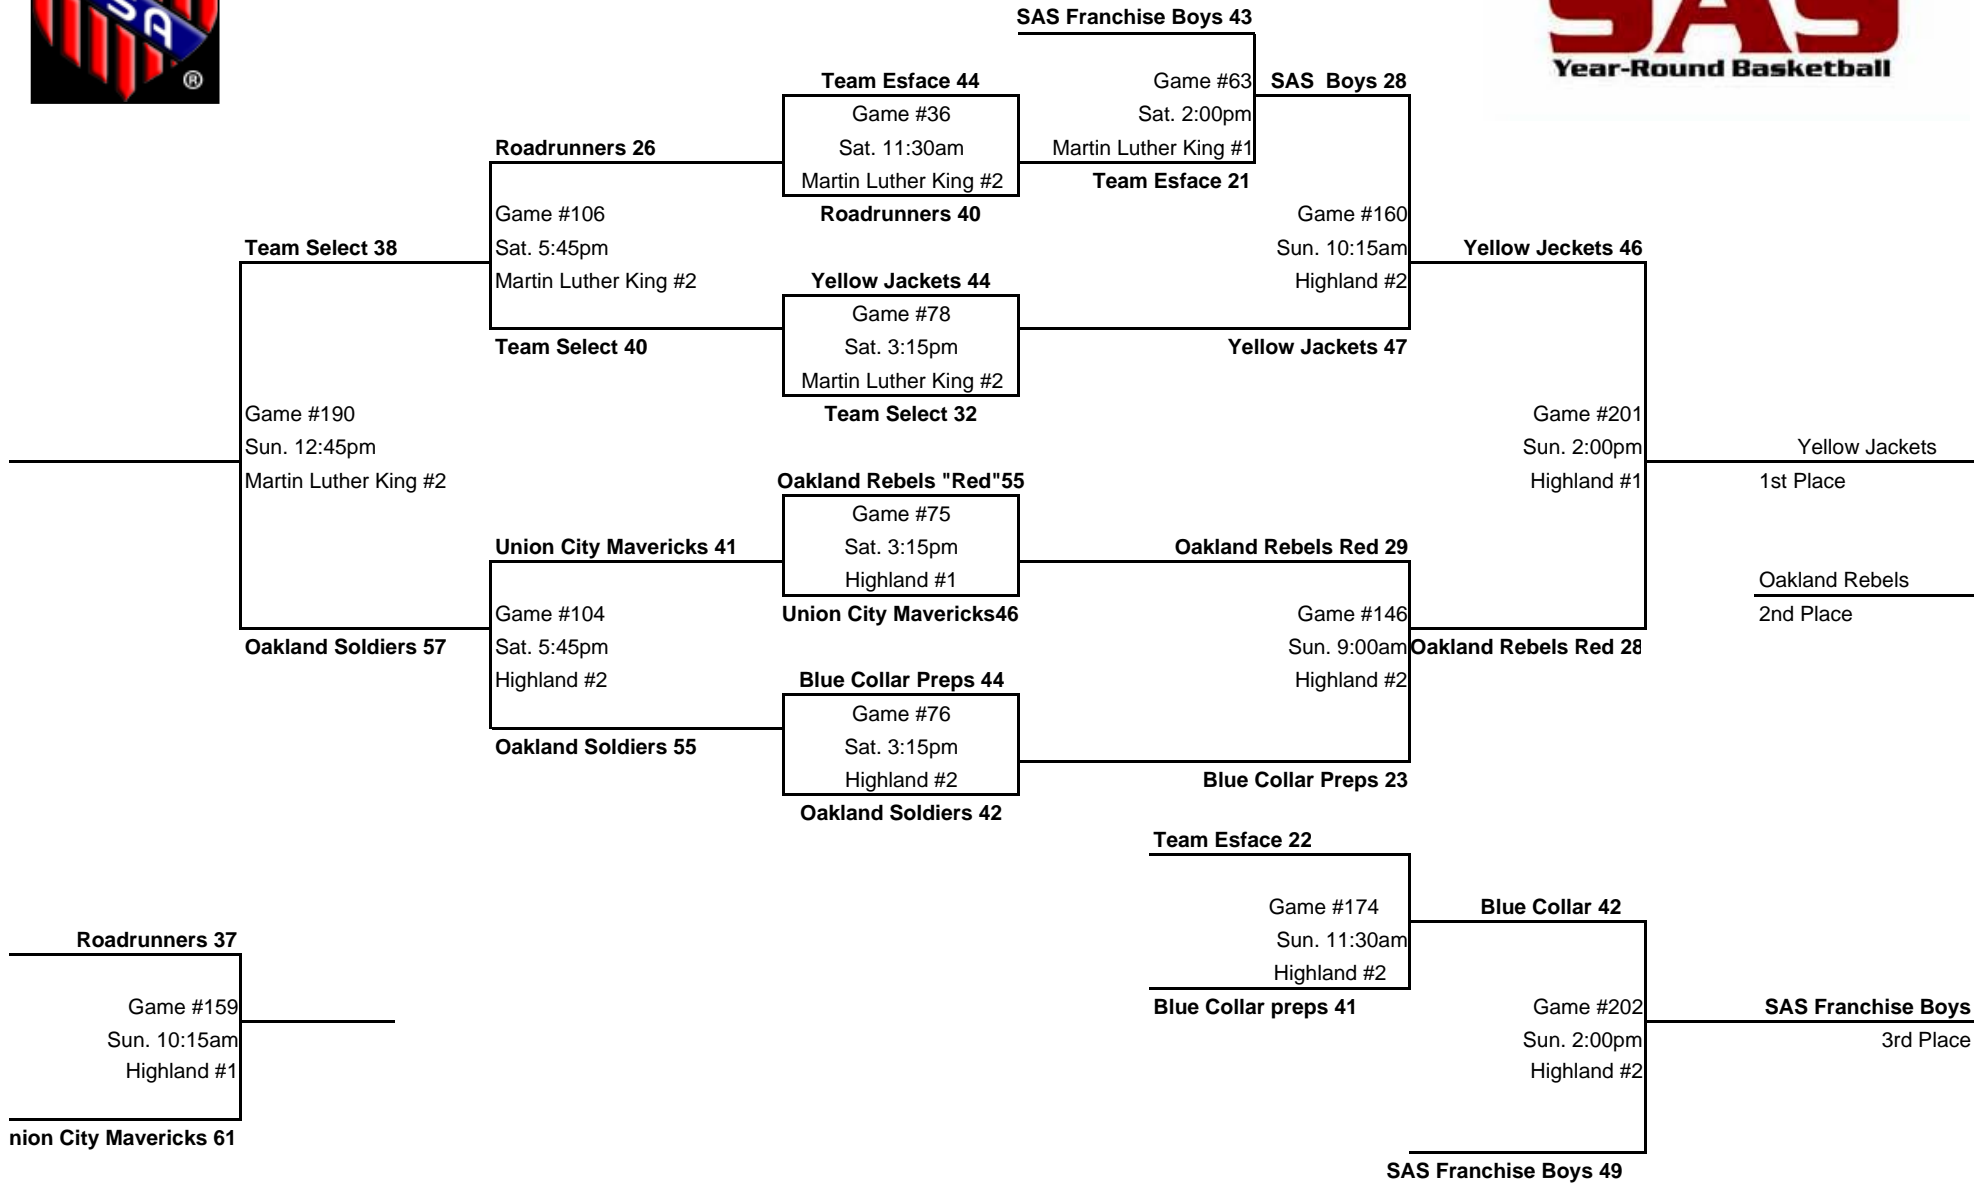 SA
®
SAS
Year-Round Basketball
SAS Franchise Boys 43
Team Esface 44
Game #63
SAS  Boys 28
Game #36
Sat. 2:00pm
Roadrunners 26
Sat. 11:30am
Martin Luther King #1
Martin Luther King #2
Team Esface 21
Game #106
Roadrunners 40
Game #160
Team Select 38
Sat. 5:45pm
Sun. 10:15am
Yellow Jeckets 46
Martin Luther King #2
Yellow Jackets 44
Highland #2
Game #78
Team Select 40
Sat. 3:15pm
Yellow Jackets 47
Martin Luther King #2
Game #190
Team Select 32
Game #201
Sun. 12:45pm
Sun. 2:00pm
Yellow Jackets
Martin Luther King #2
Oakland Rebels "Red"55
Highland #1
1st Place
Game #75
Union City Mavericks 41
Sat. 3:15pm
Oakland Rebels Red 29
Highland #1
Oakland Rebels
Game #104
Union City Mavericks46
Game #146
2nd Place
Oakland Soldiers 57
Sat. 5:45pm
Sun. 9:00am
Oakland Rebels Red 28
Highland #2
Blue Collar Preps 44
Highland #2
Game #76
Oakland Soldiers 55
Sat. 3:15pm
Highland #2
Blue Collar Preps 23
Oakland Soldiers 42
Team Esface 22
Game #174
Blue Collar 42
Roadrunners 37
Sun. 11:30am
Highland #2
Game #159
Blue Collar preps 41
Game #202
SAS Franchise Boys
Sun. 10:15am
Sun. 2:00pm
3rd Place
Highland #1
Highland #2
nion City Mavericks 61
SAS Franchise Boys 49